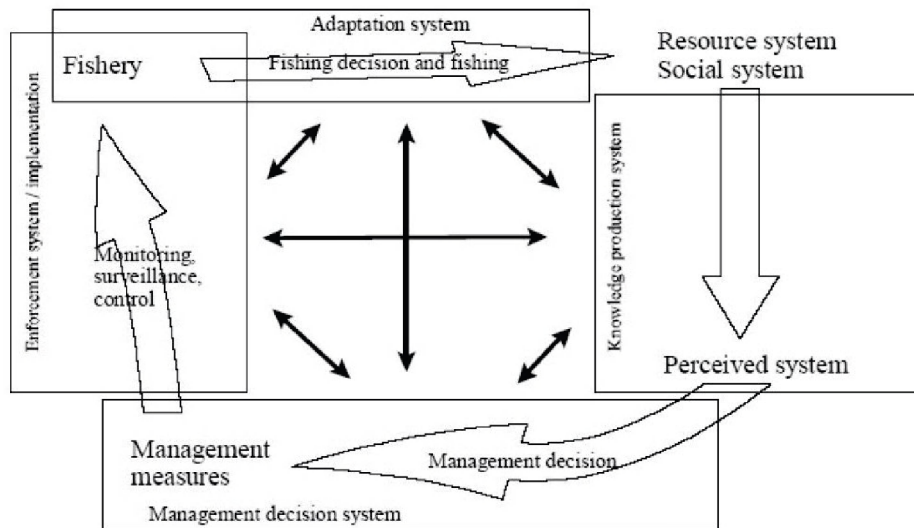 Adaptation system
Fishery
Fishing decision and fishing
Resource system
Social system
Enforcement system / implementation
Monitoring,
surveillance,
control
Knowledge production system
Perceived system
Management
measures
Management decision
Management decision system